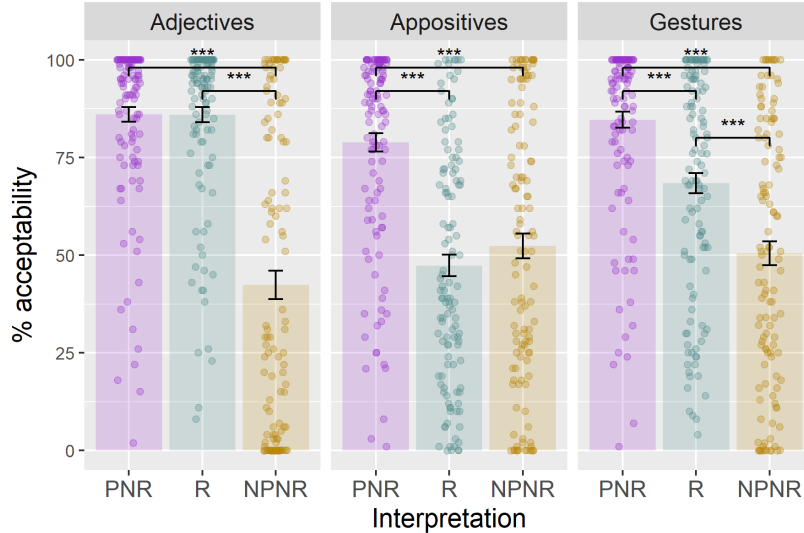 Adjectives Appositives Gestures
*** *** ***
*** *** ***
***
% acceptability
100
75
50
25
0
PNR R NPNR PNR R NPNR PNR R NPNR
Interpretation